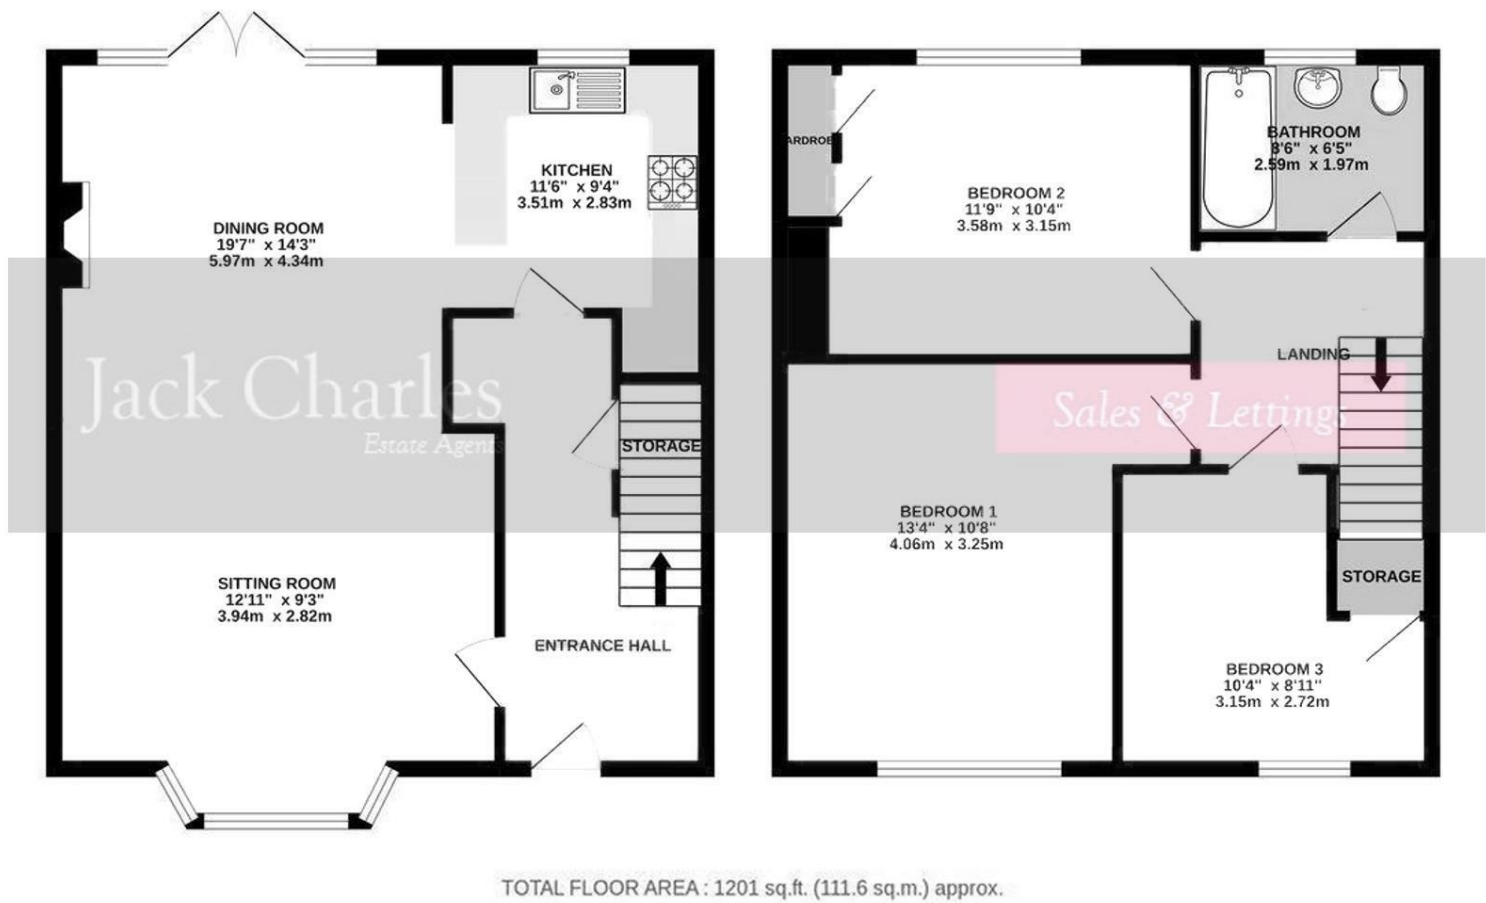 DINING ROOM
19'7" x 14'3"
5.97m x 4.34m
KITCHEN
11'6" x 9'4"
3.51m x 2.83m
Jack Charles
Estate Agents
STORAGE
SITTING ROOM
12'11" x 9'3"
3.94m x 2.82m
ENTRANCE HALL
ARDROB
BEDROOM 2
11'9" x 10'4"
3.58m x 3.15m
BATHROOM
8'6" x 6'5"
2.59m x 1.97m
LANDING
Sales & Lettings
BEDROOM 1
13'4" x 10'8"
4.06m x 3.25m
STORAGE
BEDROOM 3
10'4" x 8'11"
3.15m x 2.72m
TOTAL FLOOR AREA : 1201 sq.ft. (111.6 sq.m.) approx.